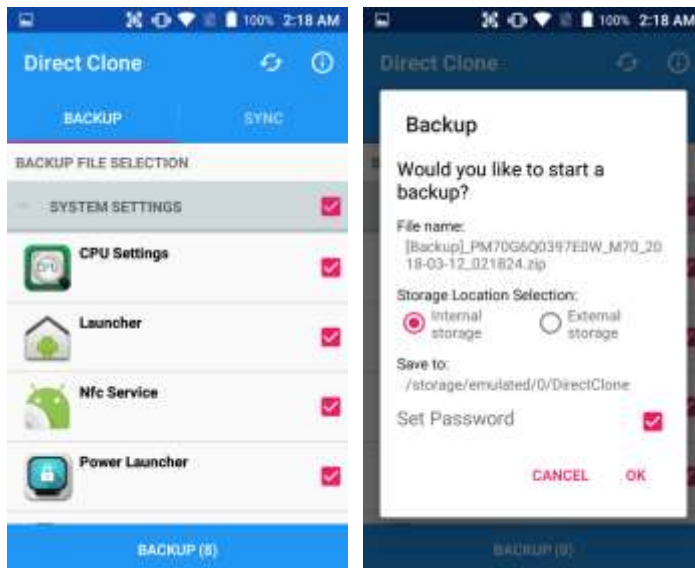 100% 2:18 AM
Direct Clone
BACKUP SYNC
BACKUP FILE SELECTION
SYSTEM SETTINGS
CPU
CPU Settings
Launcher
Nfc Service
Power Launcher
BACKUP (8)
100% 2:18 AM
Direct Clone
Backup
Would you like to start a
backup?
File name:
[Backup]_PM70G6Q0397E0W_M70_20
18-03-12_021824.zip
Storage Location Selection:
Internal
storage
External
storage
Save to:
/storage/emulated/0/DirectClone
Set Password
CANCEL OK
BACKUP (8)